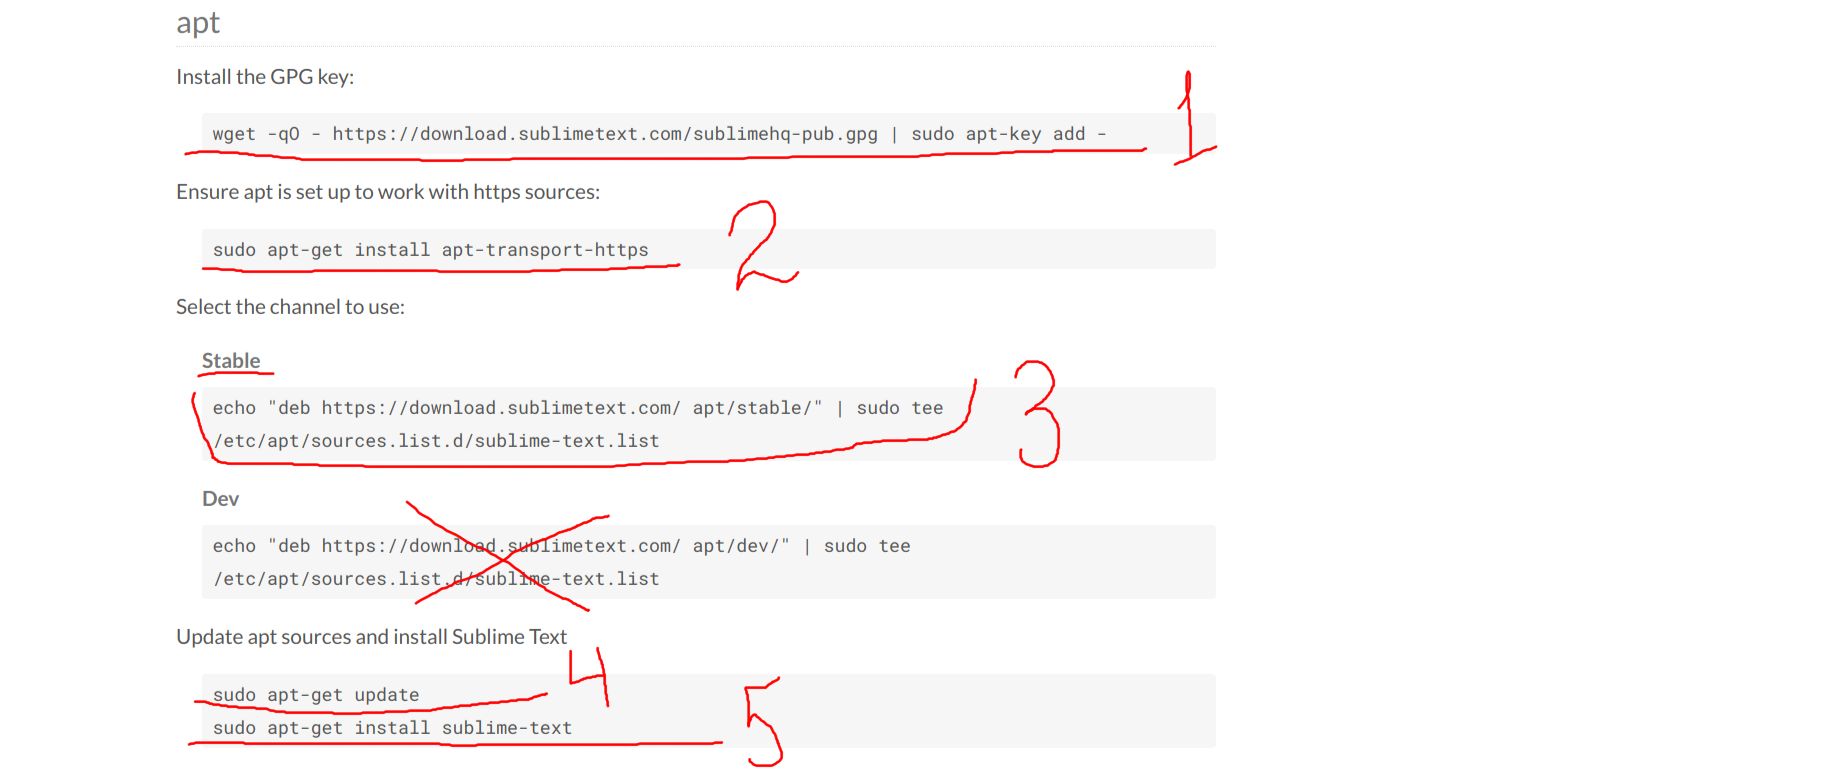 apt
Install the GPG key:
wget -qO - https://download.sublimetext.com/sublimehq-pub.gpg | sudo apt-key add -
1
Ensure apt is set up to work with https sources:
sudo apt-get install apt-transport-https
2
Select the channel to use:
Stable
echo "deb https://download.sublimetext.com/ apt/stable/" | sudo tee
/etc/apt/sources.list.d/sublime-text.list
3
Dev
echo "deb https://download.sublimetext.com/ apt/dev/" | sudo tee
/etc/apt/sources.list.d/sublime-text.list
Update apt sources and install Sublime Text
sudo apt-get update
4
sudo apt-get install sublime-text
5